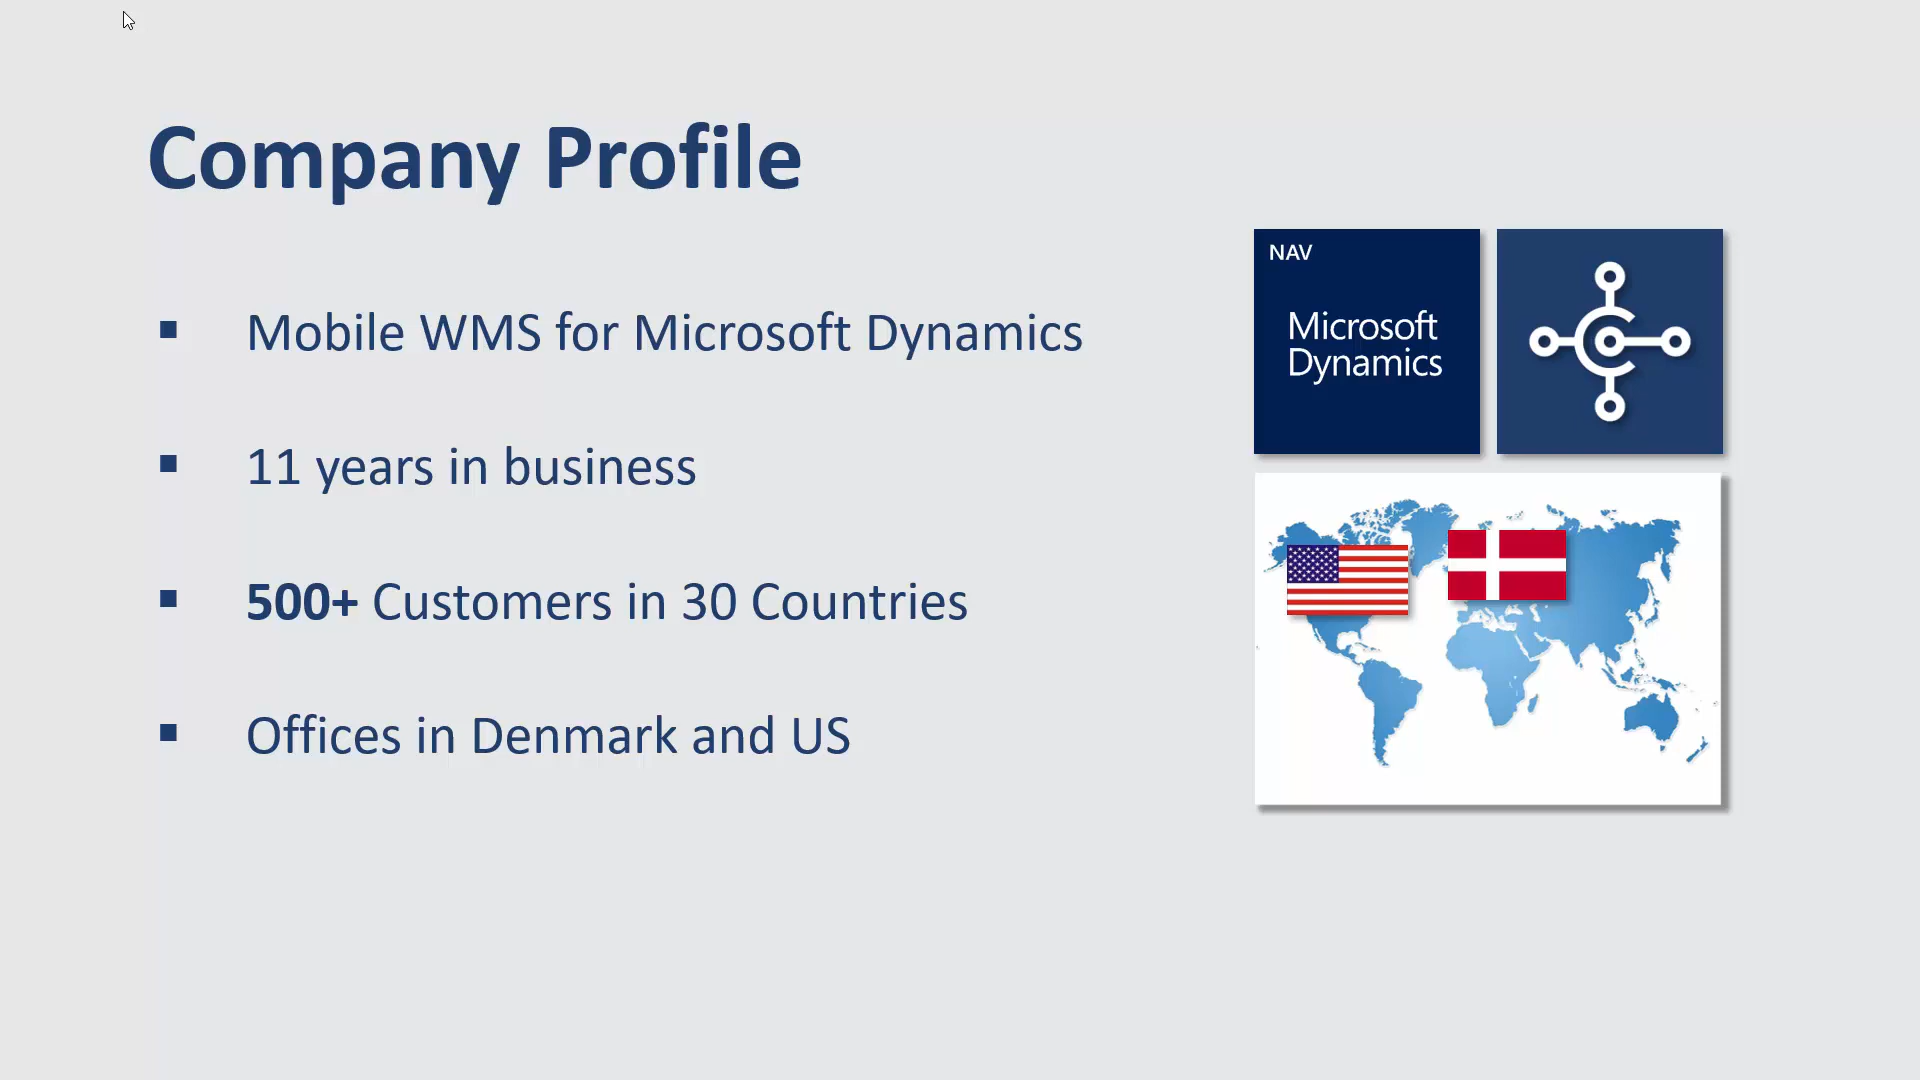 Company Profile
▪ Mobile WMS for Microsoft Dynamics
▪ 11 years in business
▪ 500+ Customers in 30 Countries
▪ Offices in Denmark and US
NAV
Microsoft
Dynamics